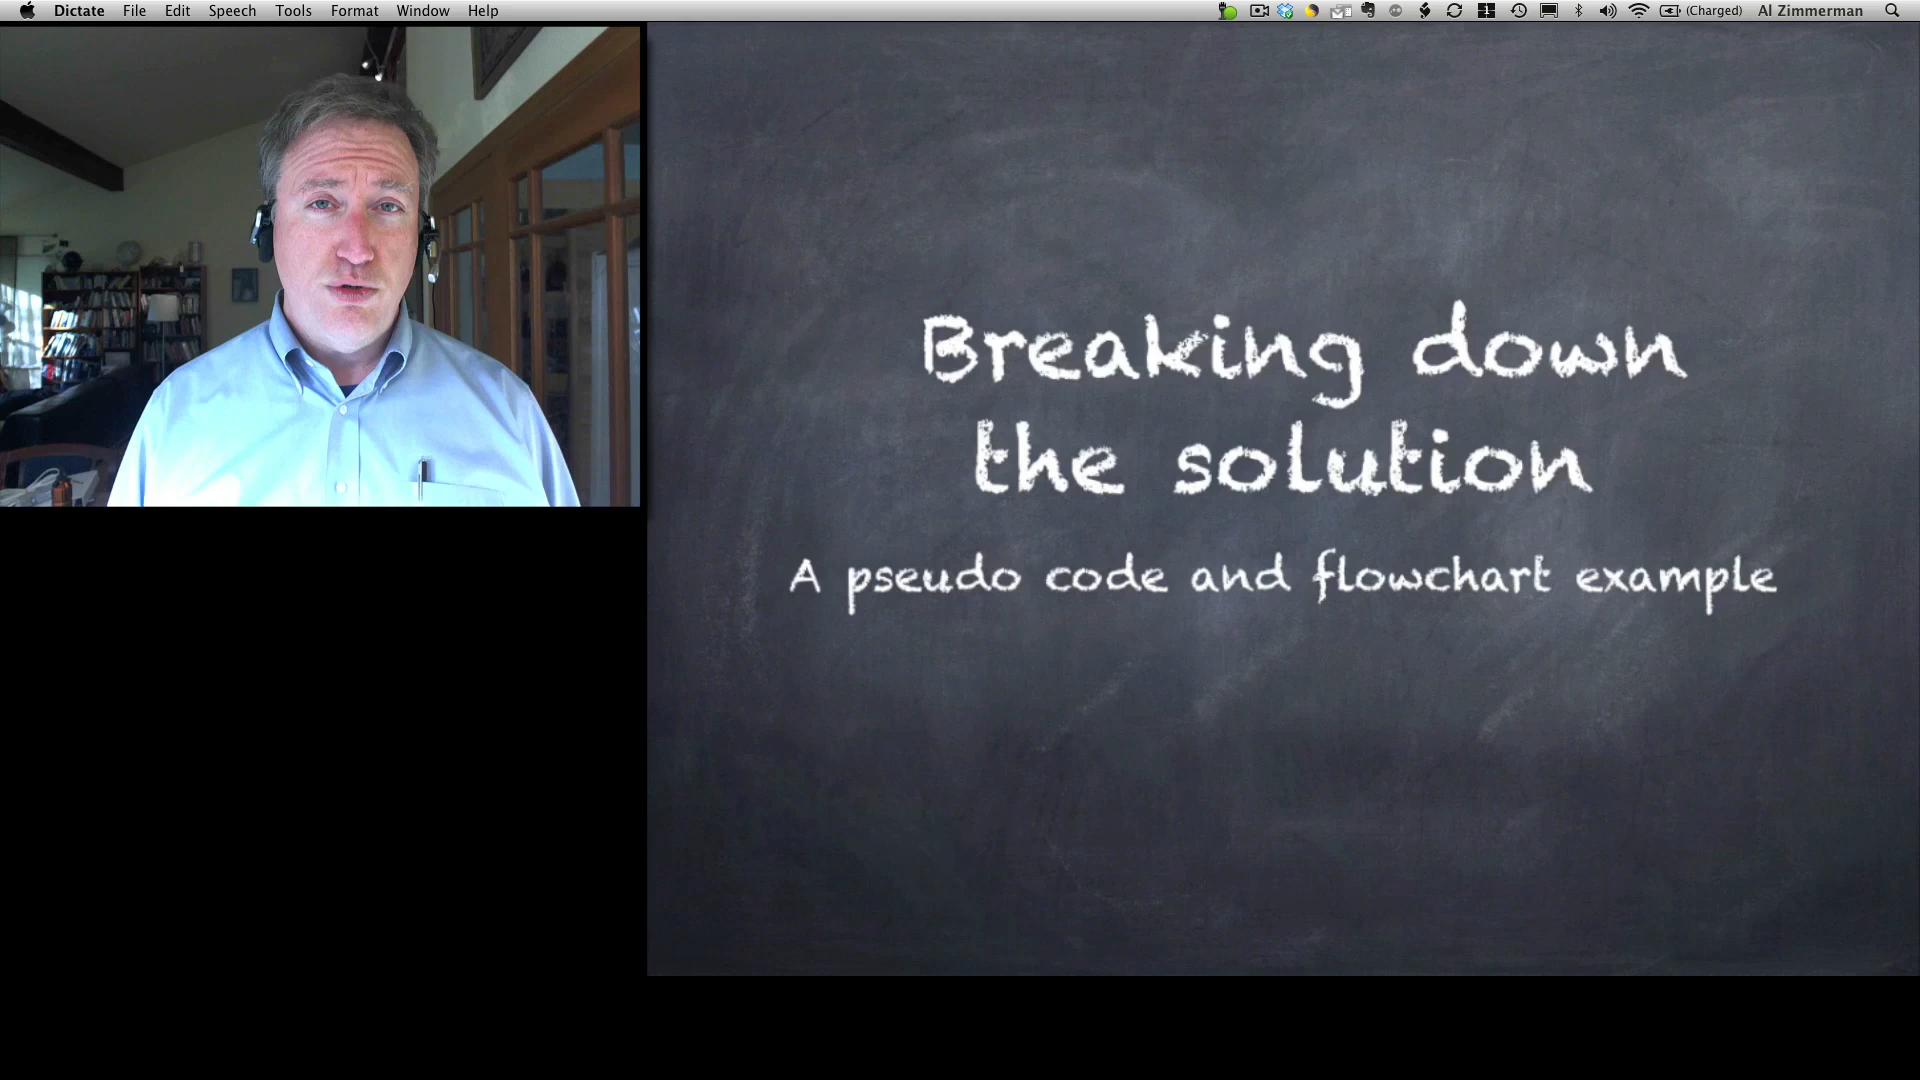 Dictate File Edit Speech Tools Format Window Help (Charged) Al Zimmerman
Breaking down
the solution
A pseudo code and flowchart example